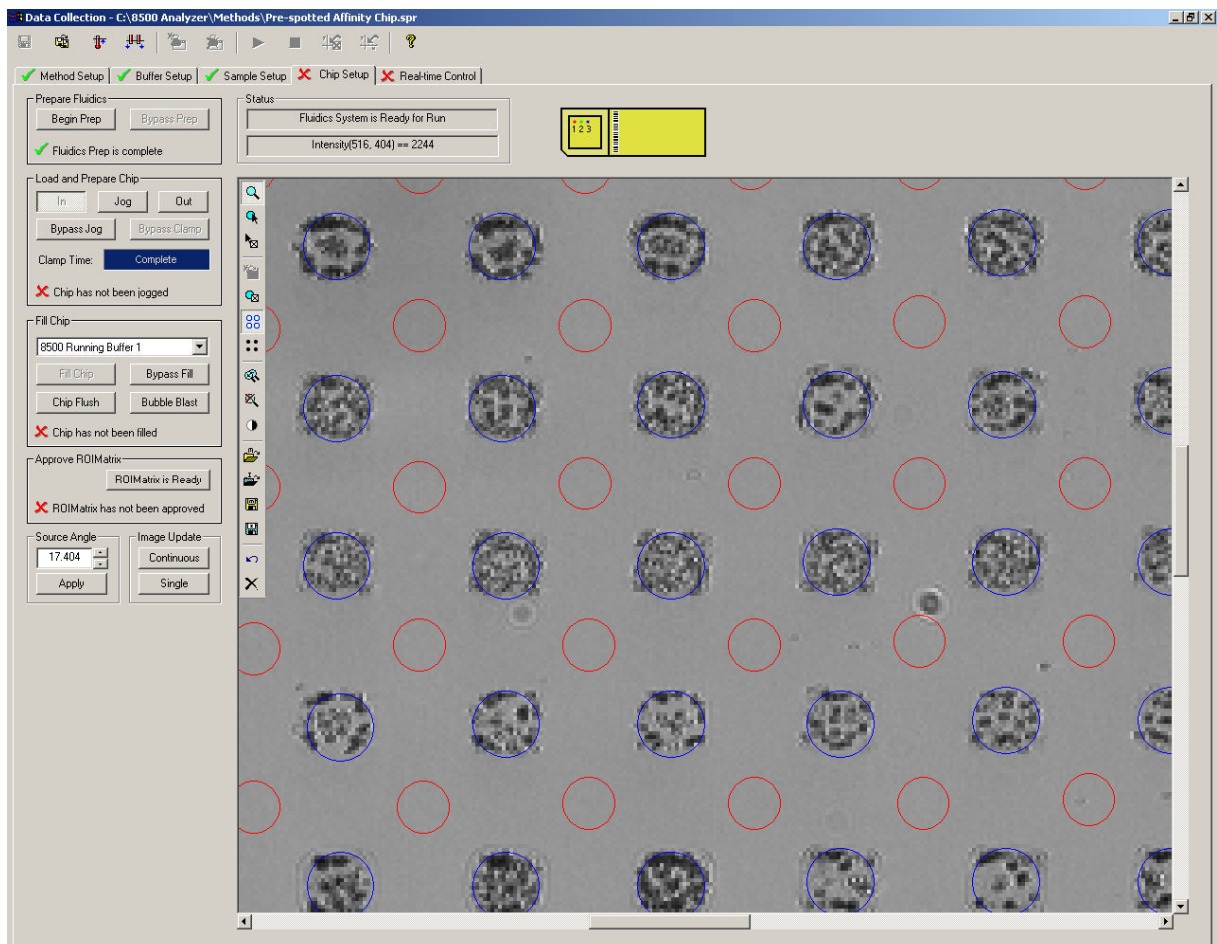 Data Collection - C:\8500 Analyzer\Methods\Pre-spotted Affinity Chip.spr
Method Setup Buffer Setup Sample Setup Chip Setup Real-time Control
Prepare Fluidics
Begin Prep Bypass Prep
Fluidics Prep is complete
Status
Fluidics System is Ready for Run
Intensity(516, 404) == 2244
1 2 3
Load and Prepare Chip
In Jog Out
Bypass Jog Bypass Clamp
Clamp Time: Complete
Chip has not been jogged
Fill Chip
8500 Running Buffer 1
Fill Chip Bypass Fill
Chip Flush Bubble Blast
Chip has not been filled
Approve ROIMatrix
ROIMatrix is Ready
ROIMatrix has not been approved
Source Angle
17.404
Apply
Image Update
Continuous
Single